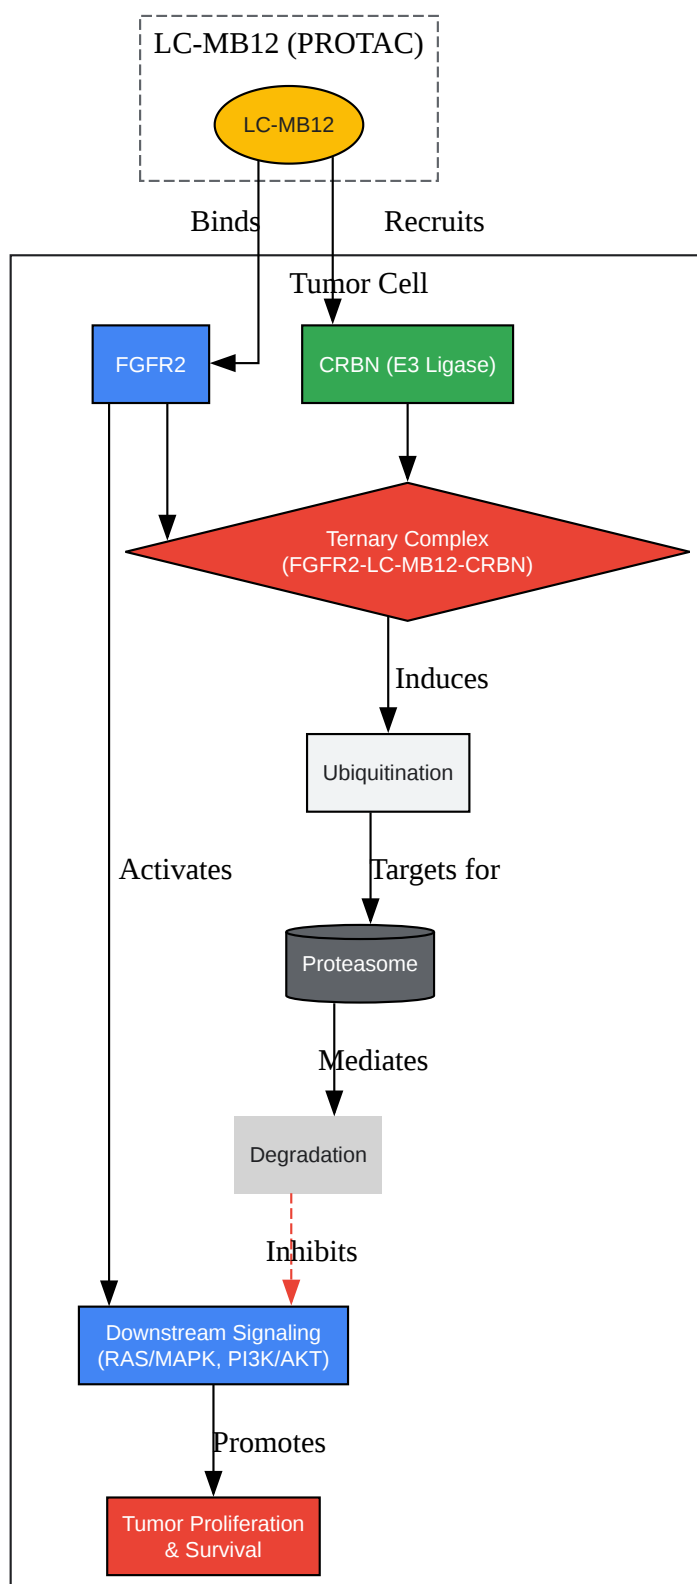 LC-MB12 (PROTAC)
LC-MB12
Binds
Recruits
Tumor Cell
FGFR2
CRBN (E3 Ligase)
Ternary Complex
(FGFR2-LC-MB12-CRBN)
Induces
Ubiquitination
Activates
Targets for
Proteasome
Mediates
Degradation
Inhibits
Downstream Signaling
(RAS/MAPK, PI3K/AKT)
Promotes
Tumor Proliferation
& Survival